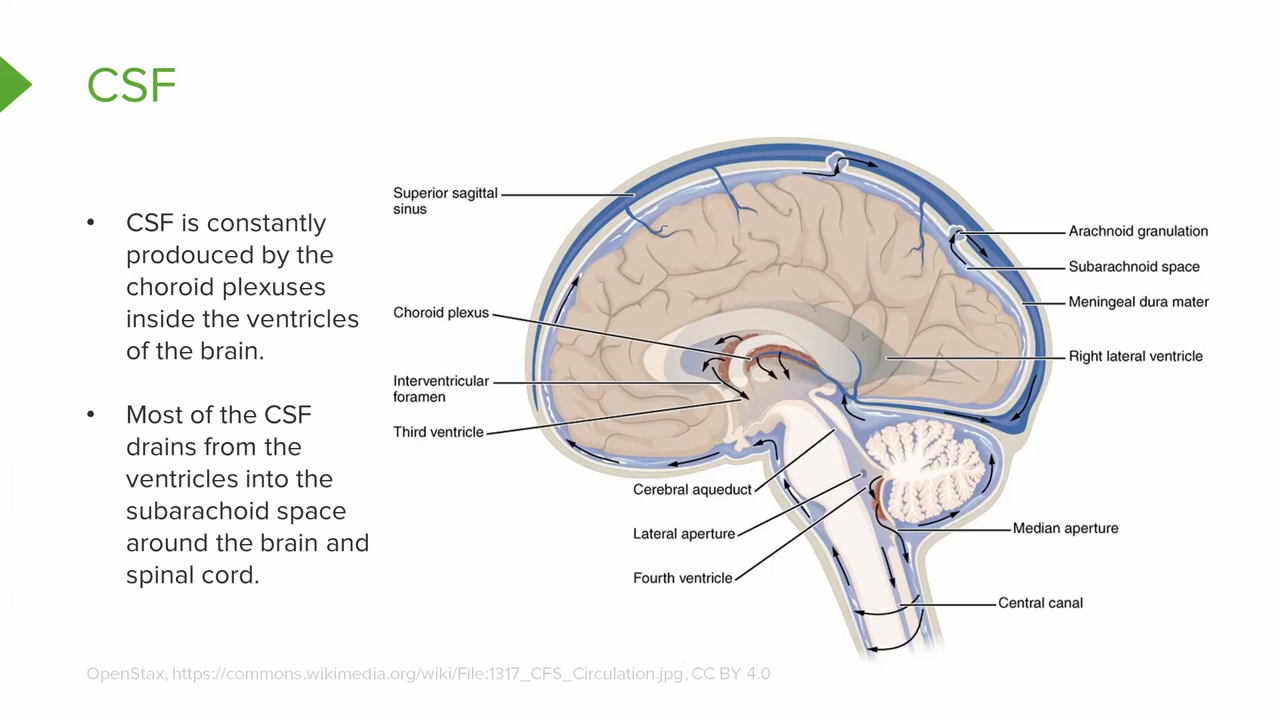 CSF
• CSF is constantly
prodouced by the
choroid plexuses
inside the ventricles
of the brain.
• Most of the CSF
drains from the
ventricles into the
subarachoid space
around the brain and
spinal cord.
Superior sagittal
sinus
Choroid plexus
Interventricular
foramen
Third ventricle
Cerebral aqueduct
Lateral aperture
Fourth ventricle
Arachnoid granulation
Subarachnoid space
Meningeal dura mater
Right lateral ventricle
Median aperture
Central canal
OpenStax, https://commons.wikimedia.org/wiki/File:1317_CFS_Circulation.jpg, CC BY 4.0